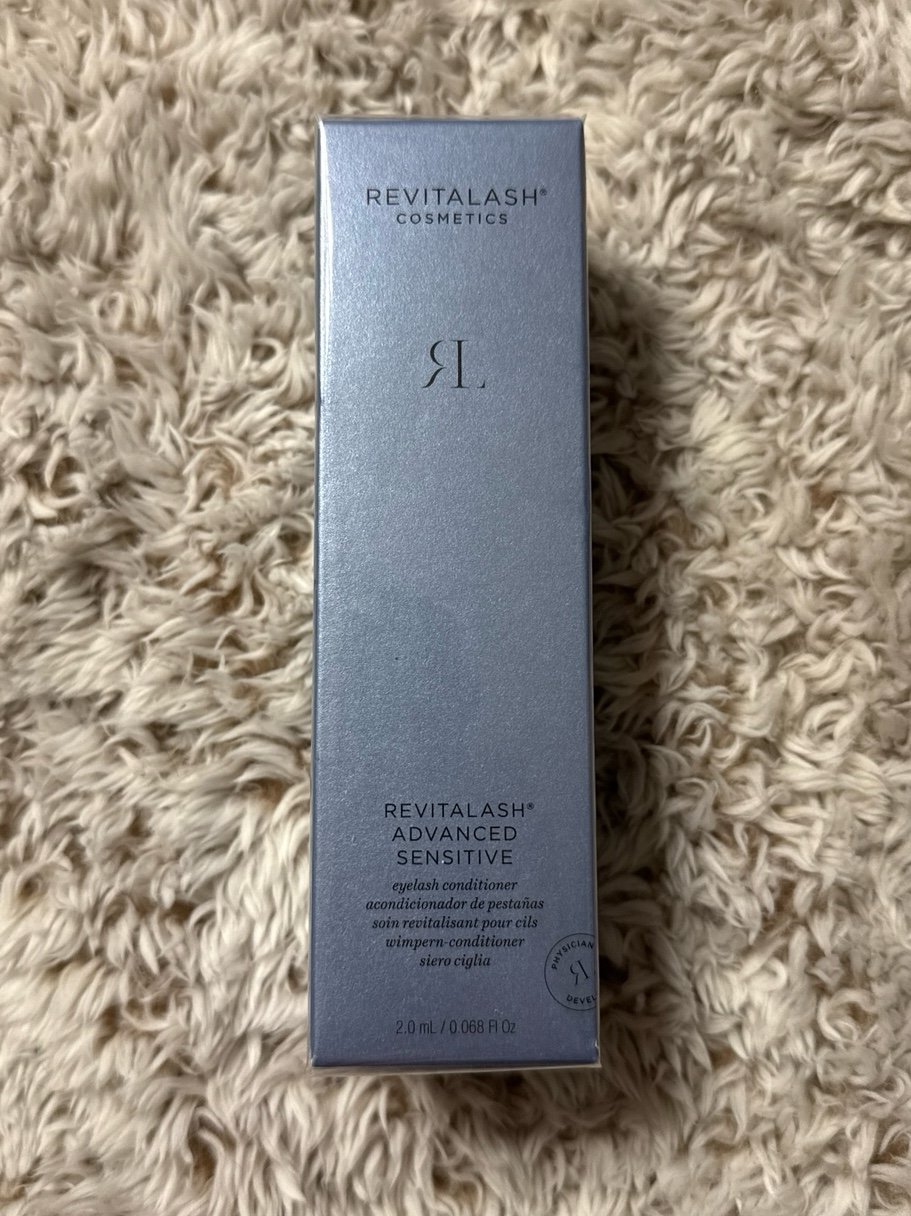 REVITALASH®
COSMETICS
RL
REVITALASH®
ADVANCED
SENSITIVE
eyelash conditioner
acondicionador de pestañas
soin revitalisant pour cils
wimpern-conditioner
siero ciglia
PHYSICIAN
RL
DEVEL
2.0 mL / 0.068 Fl Oz